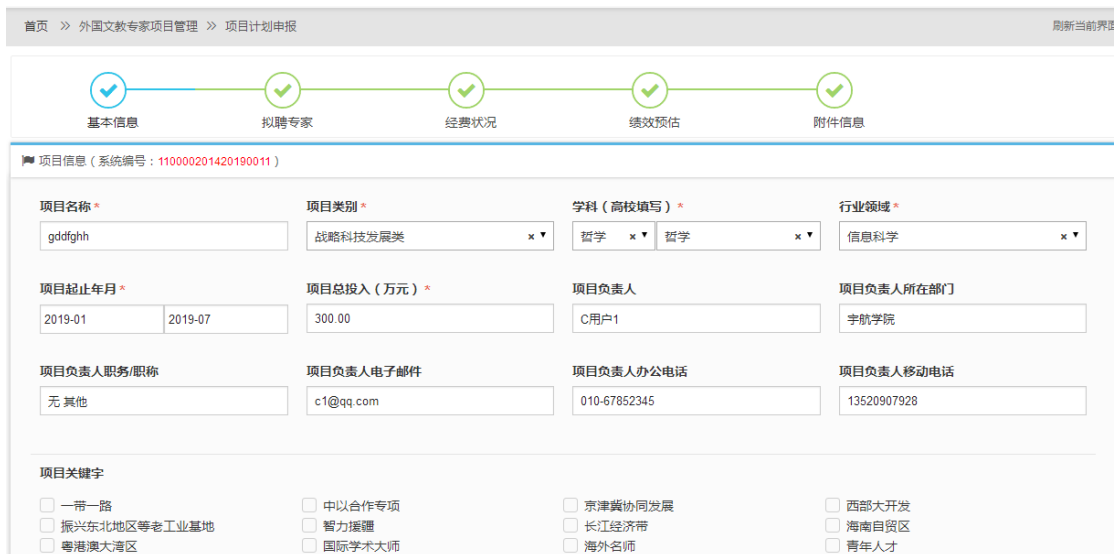 首页 >> 外国文教专家项目管理 >> 项目计划申报 刷新当前界面
基本信息 拟聘专家 经费状况 绩效预估 附件信息
项目信息(系统编号:110000201420190011)
项目名称* 项目类别* 学科(高校填写)* 行业领域*
gddfghh 战略科技发展类 × ▼ 哲学 × ▼ 哲学 × ▼ 信息科学 × ▼
项目起止年月* 项目总投入(万元)* 项目负责人 项目负责人所在部门
2019-01 2019-07 300.00 C用户1 宇航学院
项目负责人职务/职称 项目负责人电子邮件 项目负责人办公电话 项目负责人移动电话
无 其他 c1@qq.com 010-67852345 13520907928
项目关键字
一带一路 中以合作专项 京津冀协同发展 西部大开发
振兴东北地区等老工业基地 智力援疆 长江经济带 海南自贸区
粤港澳大湾区 国际学术大师 海外名师 青年人才